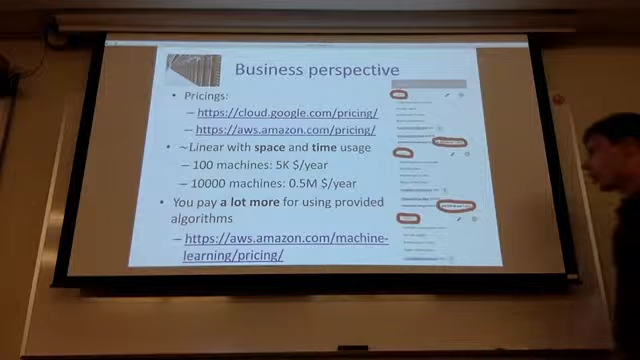 Business perspective
• Pricings:
– https://cloud.google.com/pricing/
– https://aws.amazon.com/pricing/
• ~Linear with space and time usage
– 100 machines: 5K $/year
– 10000 machines: 0.5M $/year
• You pay a lot more for using provided
algorithms
– https://aws.amazon.com/machine-
learning/pricing/